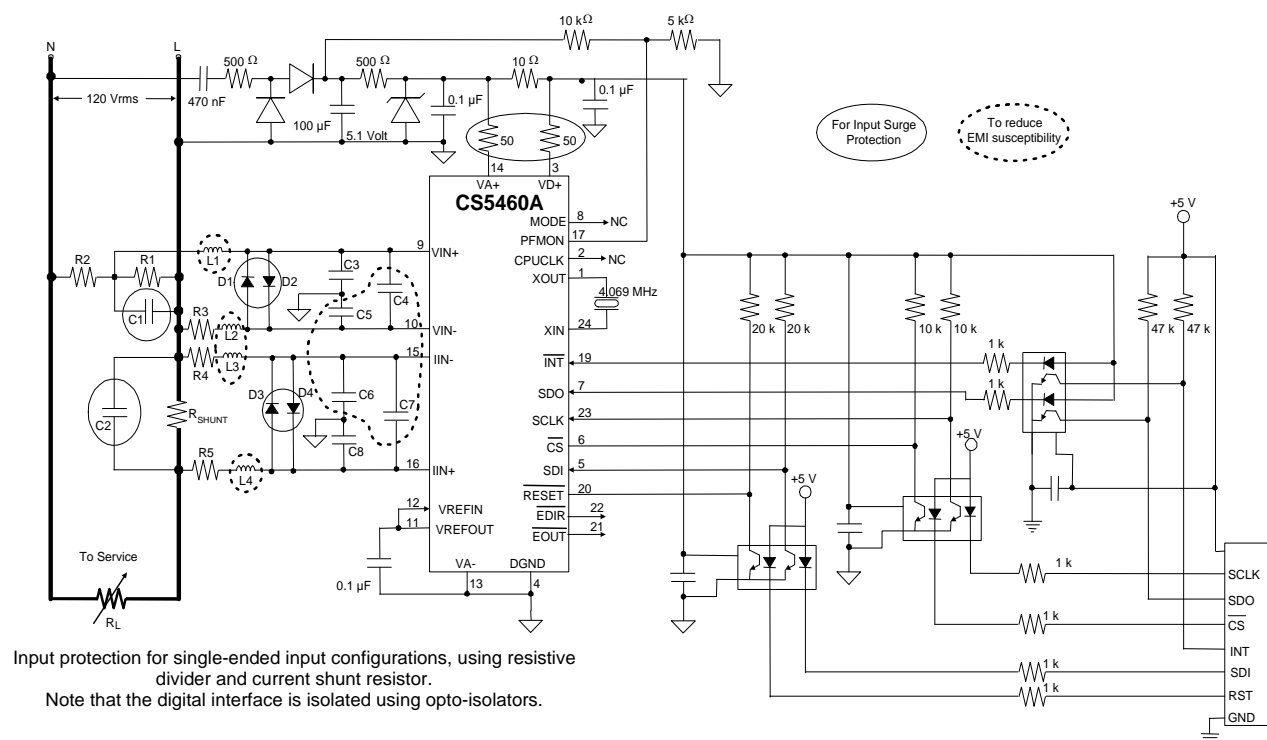 10 kΩ
5 kΩ
N
L
500 Ω
500 Ω
10 Ω
120 Vrms
470 nF
100 µF
0.1 µF
0.1 µF
5.1 Volt
50
50
For Input Surge
Protection
To reduce
EMI susceptibility
14
3
VA+
VD+
CS5460A
MODE
8
NC
PFMON
17
CPUCLK
2
NC
XOUT
1
4.069 MHz
XIN
24
+5 V
R2
R1
L1
9
VIN+
D1
D2
C3
C4
C1
C5
R3
L2
10
VIN-
15
R4
L3
IIN-
INT
19
1 k
20 k
20 k
10 k
10 k
47 k
47 k
D3
D4
C6
C7
SDO
7
1 k
C2
RSHUNT
SCLK
23
C8
CS
6
+5 V
R5
L4
16
IIN+
SDI
5
+5 V
RESET
20
12
VREFIN
EDIR
22
11
VREFOUT
EOUT
21
To Service
0.1 µF
VA-
DGND
13
4
RL
1 k
SCLK
SDO
1 k
CS
INT
1 k
SDI
1 k
RST
GND
Input protection for single-ended input configurations, using resistive
divider and current shunt resistor.
Note that the digital interface is isolated using opto-isolators.